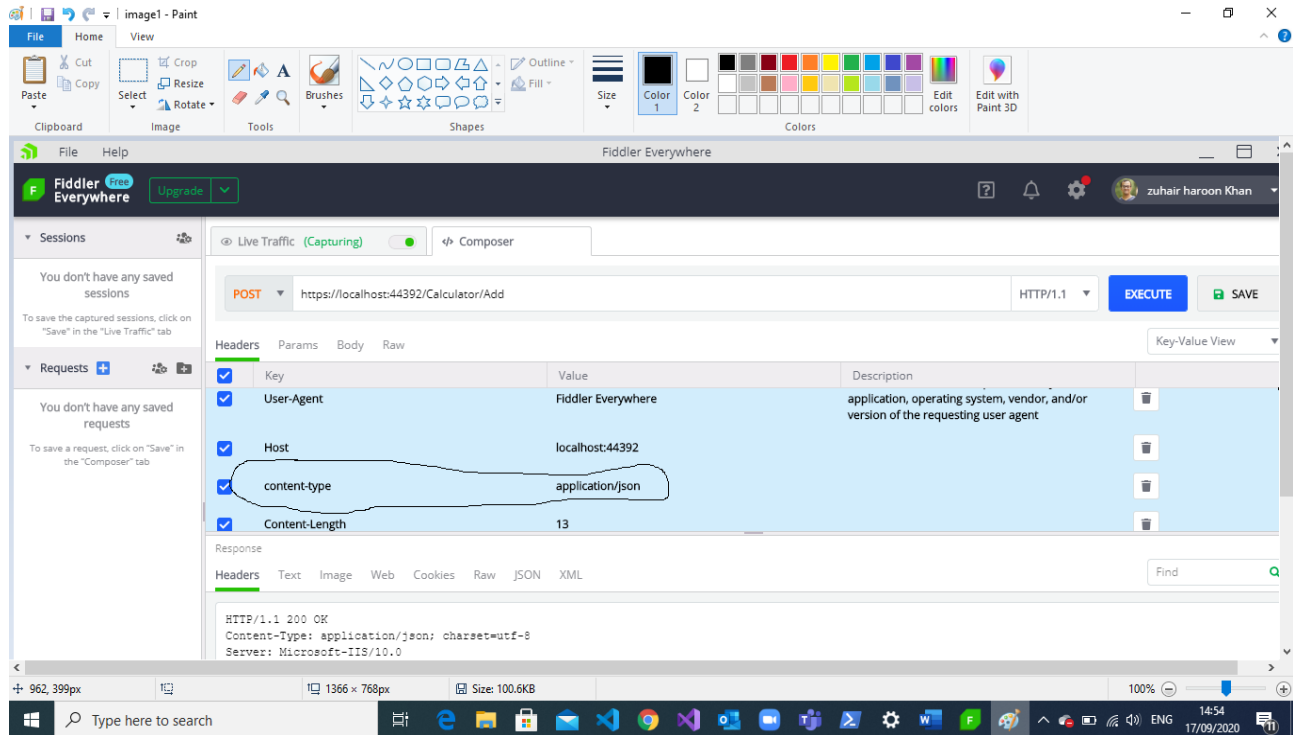 image1 - Paint
File Home View
Paste
Cut
Copy
Clipboard
Select
Crop
Resize
Rotate
Image
Tools
Brushes
Outline
Fill
Shapes
Size
Color 1
Color 2
Colors
Edit colors
Edit with Paint 3D
File Help Fiddler Everywhere
F Fiddler Everywhere Free Upgrade zuhair haroon Khan
Sessions
You don't have any saved
sessions
To save the captured sessions, click on
"Save" in the "Live Traffic" tab
Requests
You don't have any saved
requests
To save a request, click on "Save" in
the "Composer" tab
Live Traffic (Capturing) Composer
POST https://localhost:44392/Calculator/Add HTTP/1.1 EXECUTE SAVE
Headers Params Body Raw Key-Value View
Key Value Description
User-Agent Fiddler Everywhere application, operating system, vendor, and/or
version of the requesting user agent
Host localhost:44392
content-type application/json
Content-Length 13
Response
Headers Text Image Web Cookies Raw JSON XML Find
HTTP/1.1 200 OK
Content-Type: application/json; charset=utf-8
Server: Microsoft-IIS/10.0
962, 399px 1366 × 768px Size: 100.6KB 100%
Type here to search ENG 14:54
17/09/2020